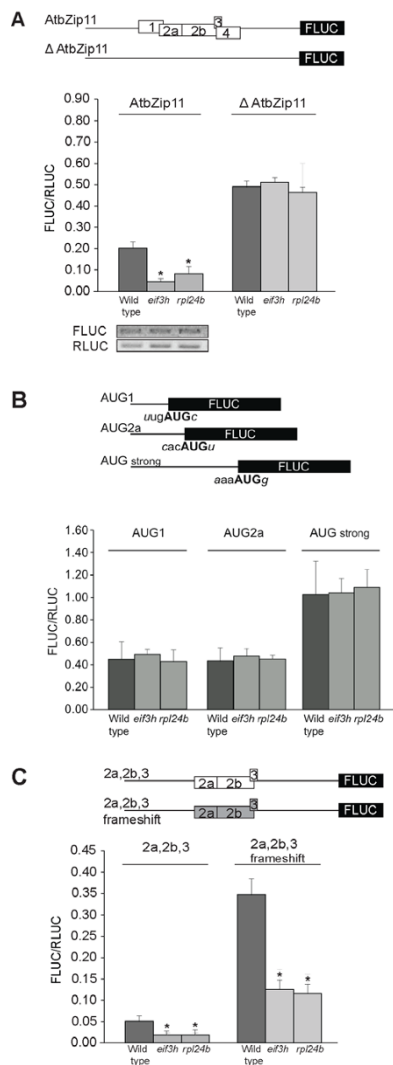 A
AtbZip11
1 2a 2b 3 4 FLUC
Δ AtbZip11 FLUC
AtbZip11 Δ AtbZip11
FLUC/RLUC
0.90
0.80
0.70
0.60
0.50
0.40
0.30
0.20
0.10
0.00
* *
Wild type eif3h rpl24b Wild type eif3h rpl24b
FLUC
RLUC
B
AUG1 FLUC
uugAUGc
AUG2a FLUC
cacAUGu
AUG strong FLUC
aaaAUGg
AUG1 AUG2a AUG strong
FLUC/RLUC
1.60
1.40
1.20
1.00
0.80
0.60
0.40
0.20
0.00
Wild type eif3h rpl24b Wild type eif3h rpl24b Wild type eif3h rpl24b
C
2a,2b,3 2a 2b 3 FLUC
2a,2b,3 2a 2b 3 FLUC
frameshift
2a,2b,3 2a,2b,3
frameshift
FLUC/RLUC
0.45
0.40
0.35
0.30
0.25
0.20
0.15
0.10
0.05
0.00
* * * *
Wild type eif3h rpl24b Wild type eif3h rpl24b